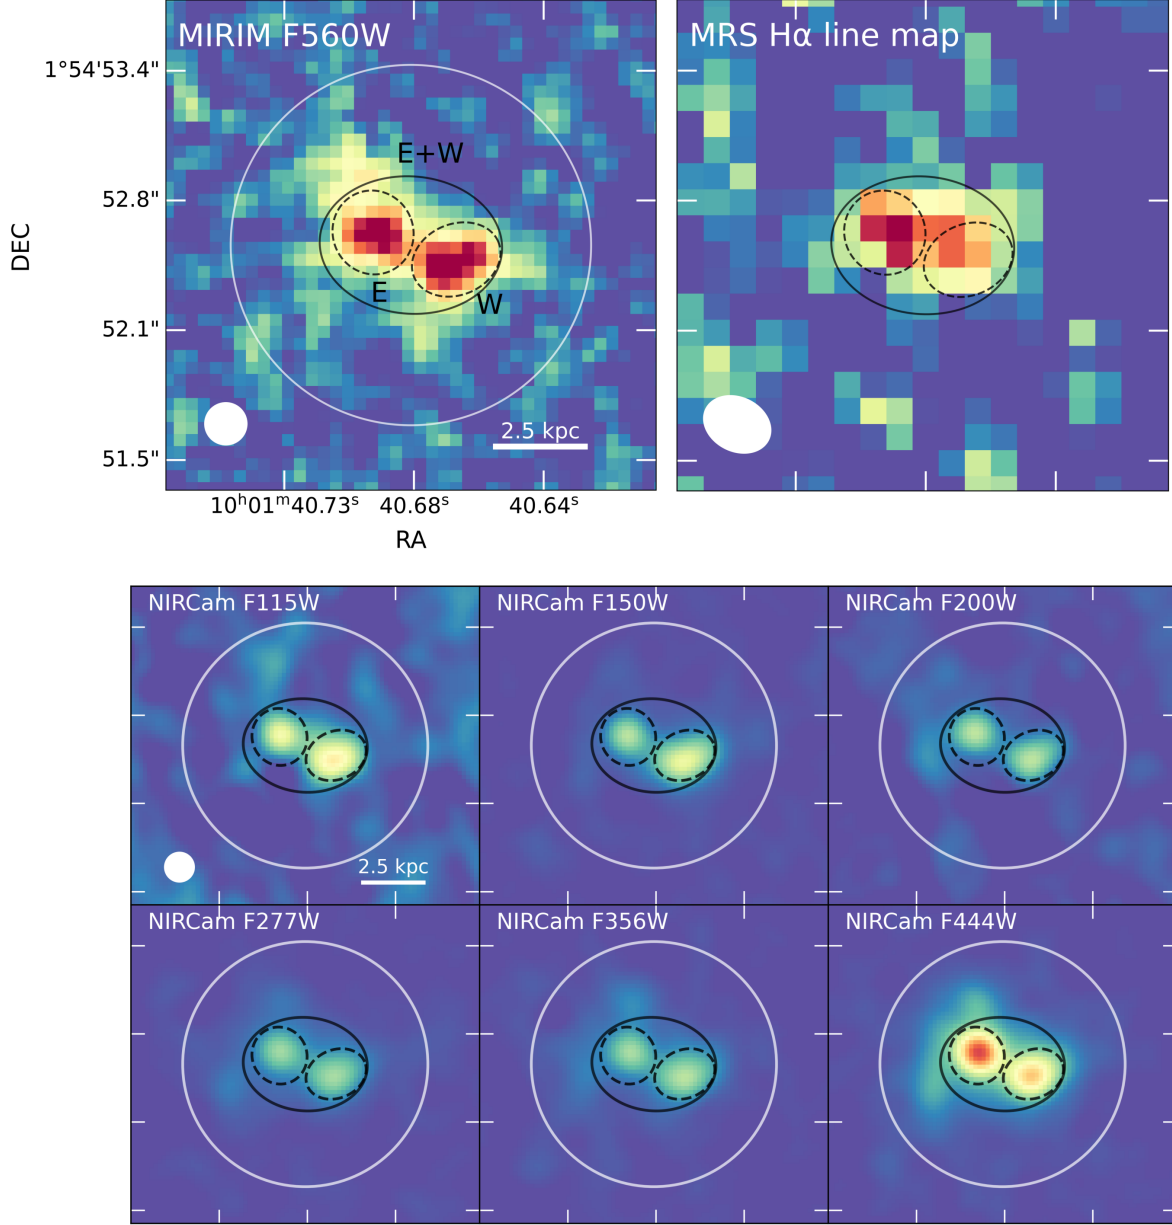 MIRIM F560W
MRS Hα line map
1°54'53.4"
E+W
52.8"
DEC
E
W
52.1"
2.5 kpc
51.5"
10ʰ01ᵐ40.73ˢ 40.68ˢ 40.64ˢ
RA
NIRCam F115W
NIRCam F150W
NIRCam F200W
2.5 kpc
NIRCam F277W
NIRCam F356W
NIRCam F444W